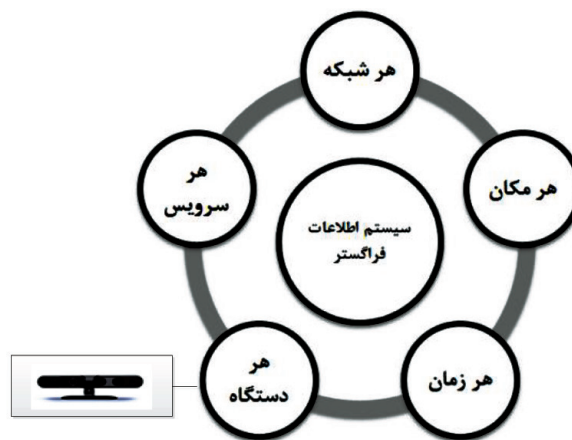 هر شبکه
هر مکان
هر
سرویس
سیستم اطلاعات
فراگستر
هر زمان
هر
دستگاه